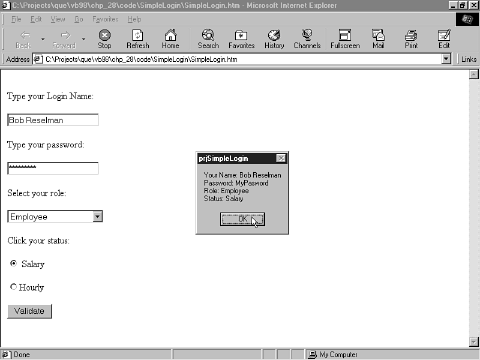 C:\Projects\que\vb98\chp_28\code\SimpleLogin\SimpleLogin.htm - Microsoft Internet Explorer
File Edit View Go Favorites Help
Back Forward Stop Refresh Home Search Favorites History Channels Fullscreen Mail Print Edit
Address C:\Projects\que\vb98\chp_28\code\SimpleLogin\SimpleLogin.htm Links
Type your Login Name:
Bob Reselman
Type your password:
*********
Select your role:
Employee
Click your status:
Salary
Hourly
Validate
prjSimpleLogin
Your Name: Bob Reselman
Password: MyPasword
Role: Employee
Status: Salary
OK
Done My Computer